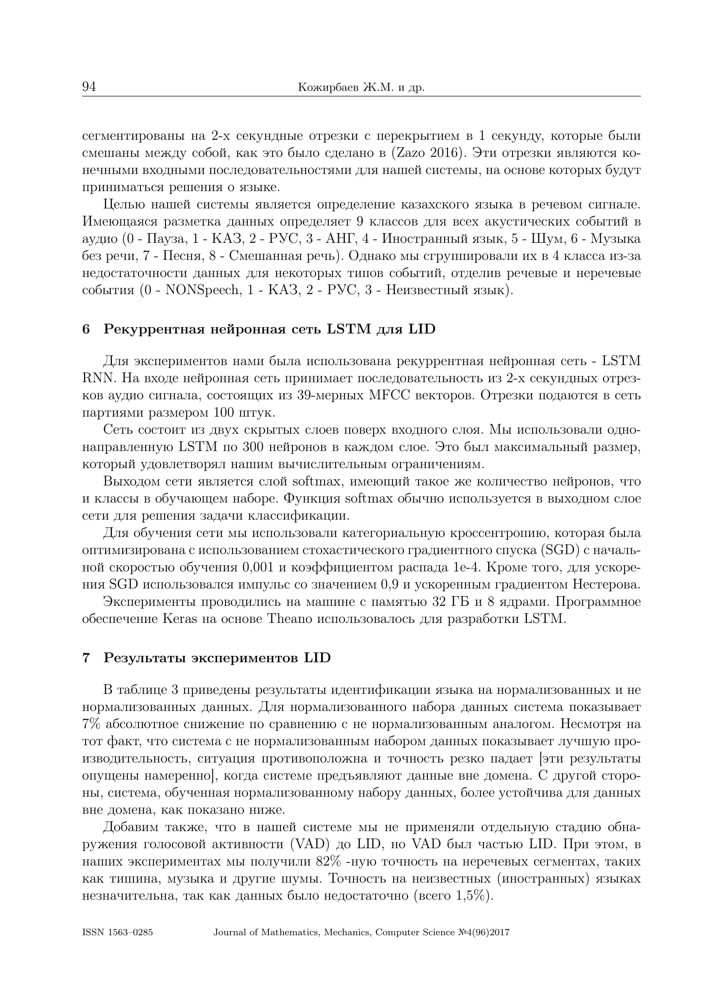 94
Кожирбаев Ж.М. и др.
сегментированы на 2-х секундные отрезки с перекрытием в 1 секунду, которые были
смешаны между собой, как это было сделано в (Zazo 2016). Эти отрезки являются ко-
нечными входными последовательностями для нашей системы, на основе которых будут
приниматься решения о языке.
Целью нашей системы является определение казахского языка в речевом сигнале.
Имеющаяся разметка данных определяет 9 классов для всех акустических событий в
аудио (0 - Пауза, 1 - КАЗ, 2 - РУС, 3 - АНГ, 4 - Иностранный язык, 5 - Шум, 6 - Музыка
без речи, 7 - Песня, 8 - Смешанная речь). Однако мы сгруппировали их в 4 класса из-за
недостаточности данных для некоторых типов событий, отделив речевые и неречевые
события (0 - NONSpeech, 1 - КАЗ, 2 - РУС, 3 - Неизвестный язык).
6 Рекуррентная нейронная сеть LSTM для LID
Для экспериментов нами была использована рекуррентная нейронная сеть - LSTM
RNN. На входе нейронная сеть принимает последовательность из 2-х секундных отрез-
ков аудио сигнала, состоящих из 39-мерных MFCC векторов. Отрезки подаются в сеть
партиями размером 100 штук.
Сеть состоит из двух скрытых слоев поверх входного слоя. Мы использовали одно-
направленную LSTM по 300 нейронов в каждом слое. Это был максимальный размер,
который удовлетворял нашим вычислительным ограничениям.
Выходом сети является слой softmax, имеющий такое же количество нейронов, что
и классы в обучающем наборе. Функция softmax обычно используется в выходном слое
сети для решения задачи классификации.
Для обучения сети мы использовали категориальную кроссентропию, которая была
оптимизирована с использованием стохастического градиентного спуска (SGD) с началь-
ной скоростью обучения 0,001 и коэффициентом распада 1e-4. Кроме того, для ускоре-
ния SGD использовался импульс со значением 0,9 и ускоренным градиентом Нестерова.
Эксперименты проводились на машине с памятью 32 ГБ и 8 ядрами. Программное
обеспечение Keras на основе Theano использовалось для разработки LSTM.
7 Результаты экспериментов LID
В таблице 3 приведены результаты идентификации языка на нормализованных и не
нормализованных данных. Для нормализованного набора данных система показывает
7% абсолютное снижение по сравнению с не нормализованным аналогом. Несмотря на
тот факт, что система с не нормализованным набором данных показывает лучшую про-
изводительность, ситуация противоположна и точность резко падает [эти результаты
опущены намеренно], когда системе предъявляют данные вне домена. С другой сторо-
ны, система, обученная нормализованному набору данных, более устойчива для данных
вне домена, как показано ниже.
Добавим также, что в нашей системе мы не применяли отдельную стадию обна-
ружения голосовой активности (VAD) до LID, но VAD был частью LID. При этом, в
наших экспериментах мы получили 82% -ную точность на неречевых сегментах, таких
как тишина, музыка и другие шумы. Точность на неизвестных (иностранных) языках
незначительна, так как данных было недостаточно (всего 1,5%).
ISSN 1563–0285
Journal of Mathematics, Mechanics, Computer Science №4(96)2017